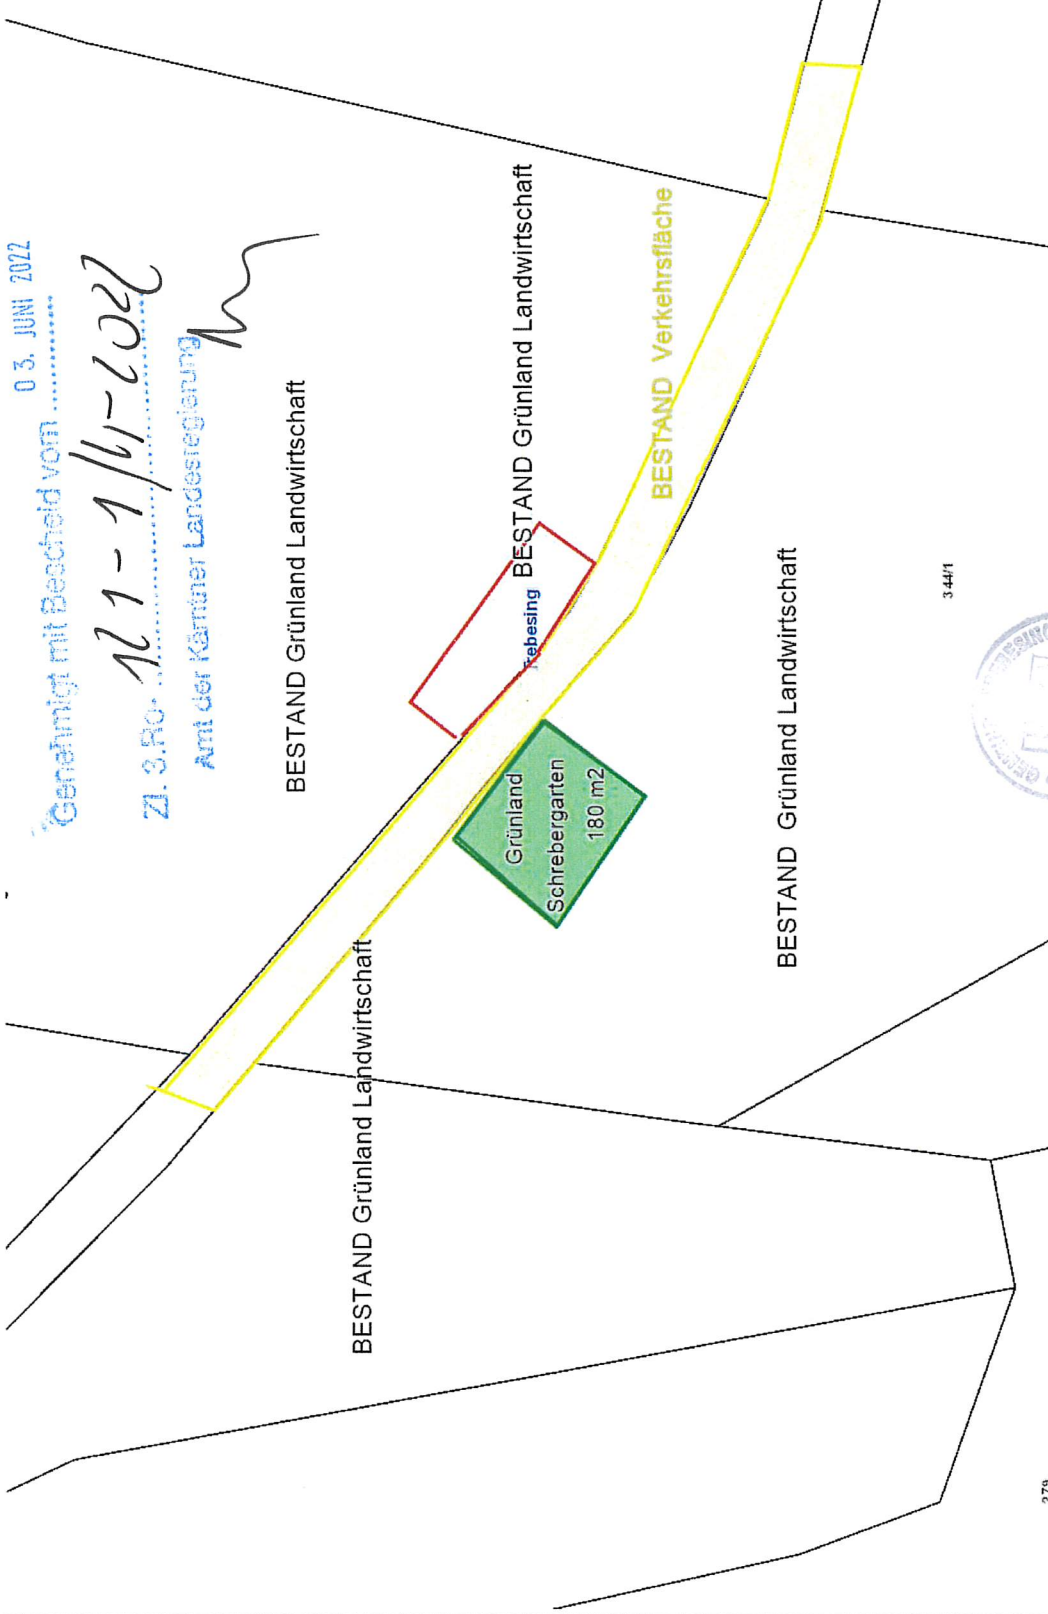 Genehmigt mit Bescheid vom 03. JUNI 2022
Zl. 3.Ro- 121-1/4-2022
Amt der Kärntner Landesregierung
BESTAND Grünland Landwirtschaft
BESTAND Grünland Landwirtschaft
BESTAND Grünland Landwirtschaft
Trebesing
BESTAND Verkehrsfläche
Grünland
Schrebergarten
180 m2
BESTAND Grünland Landwirtschaft
344/1